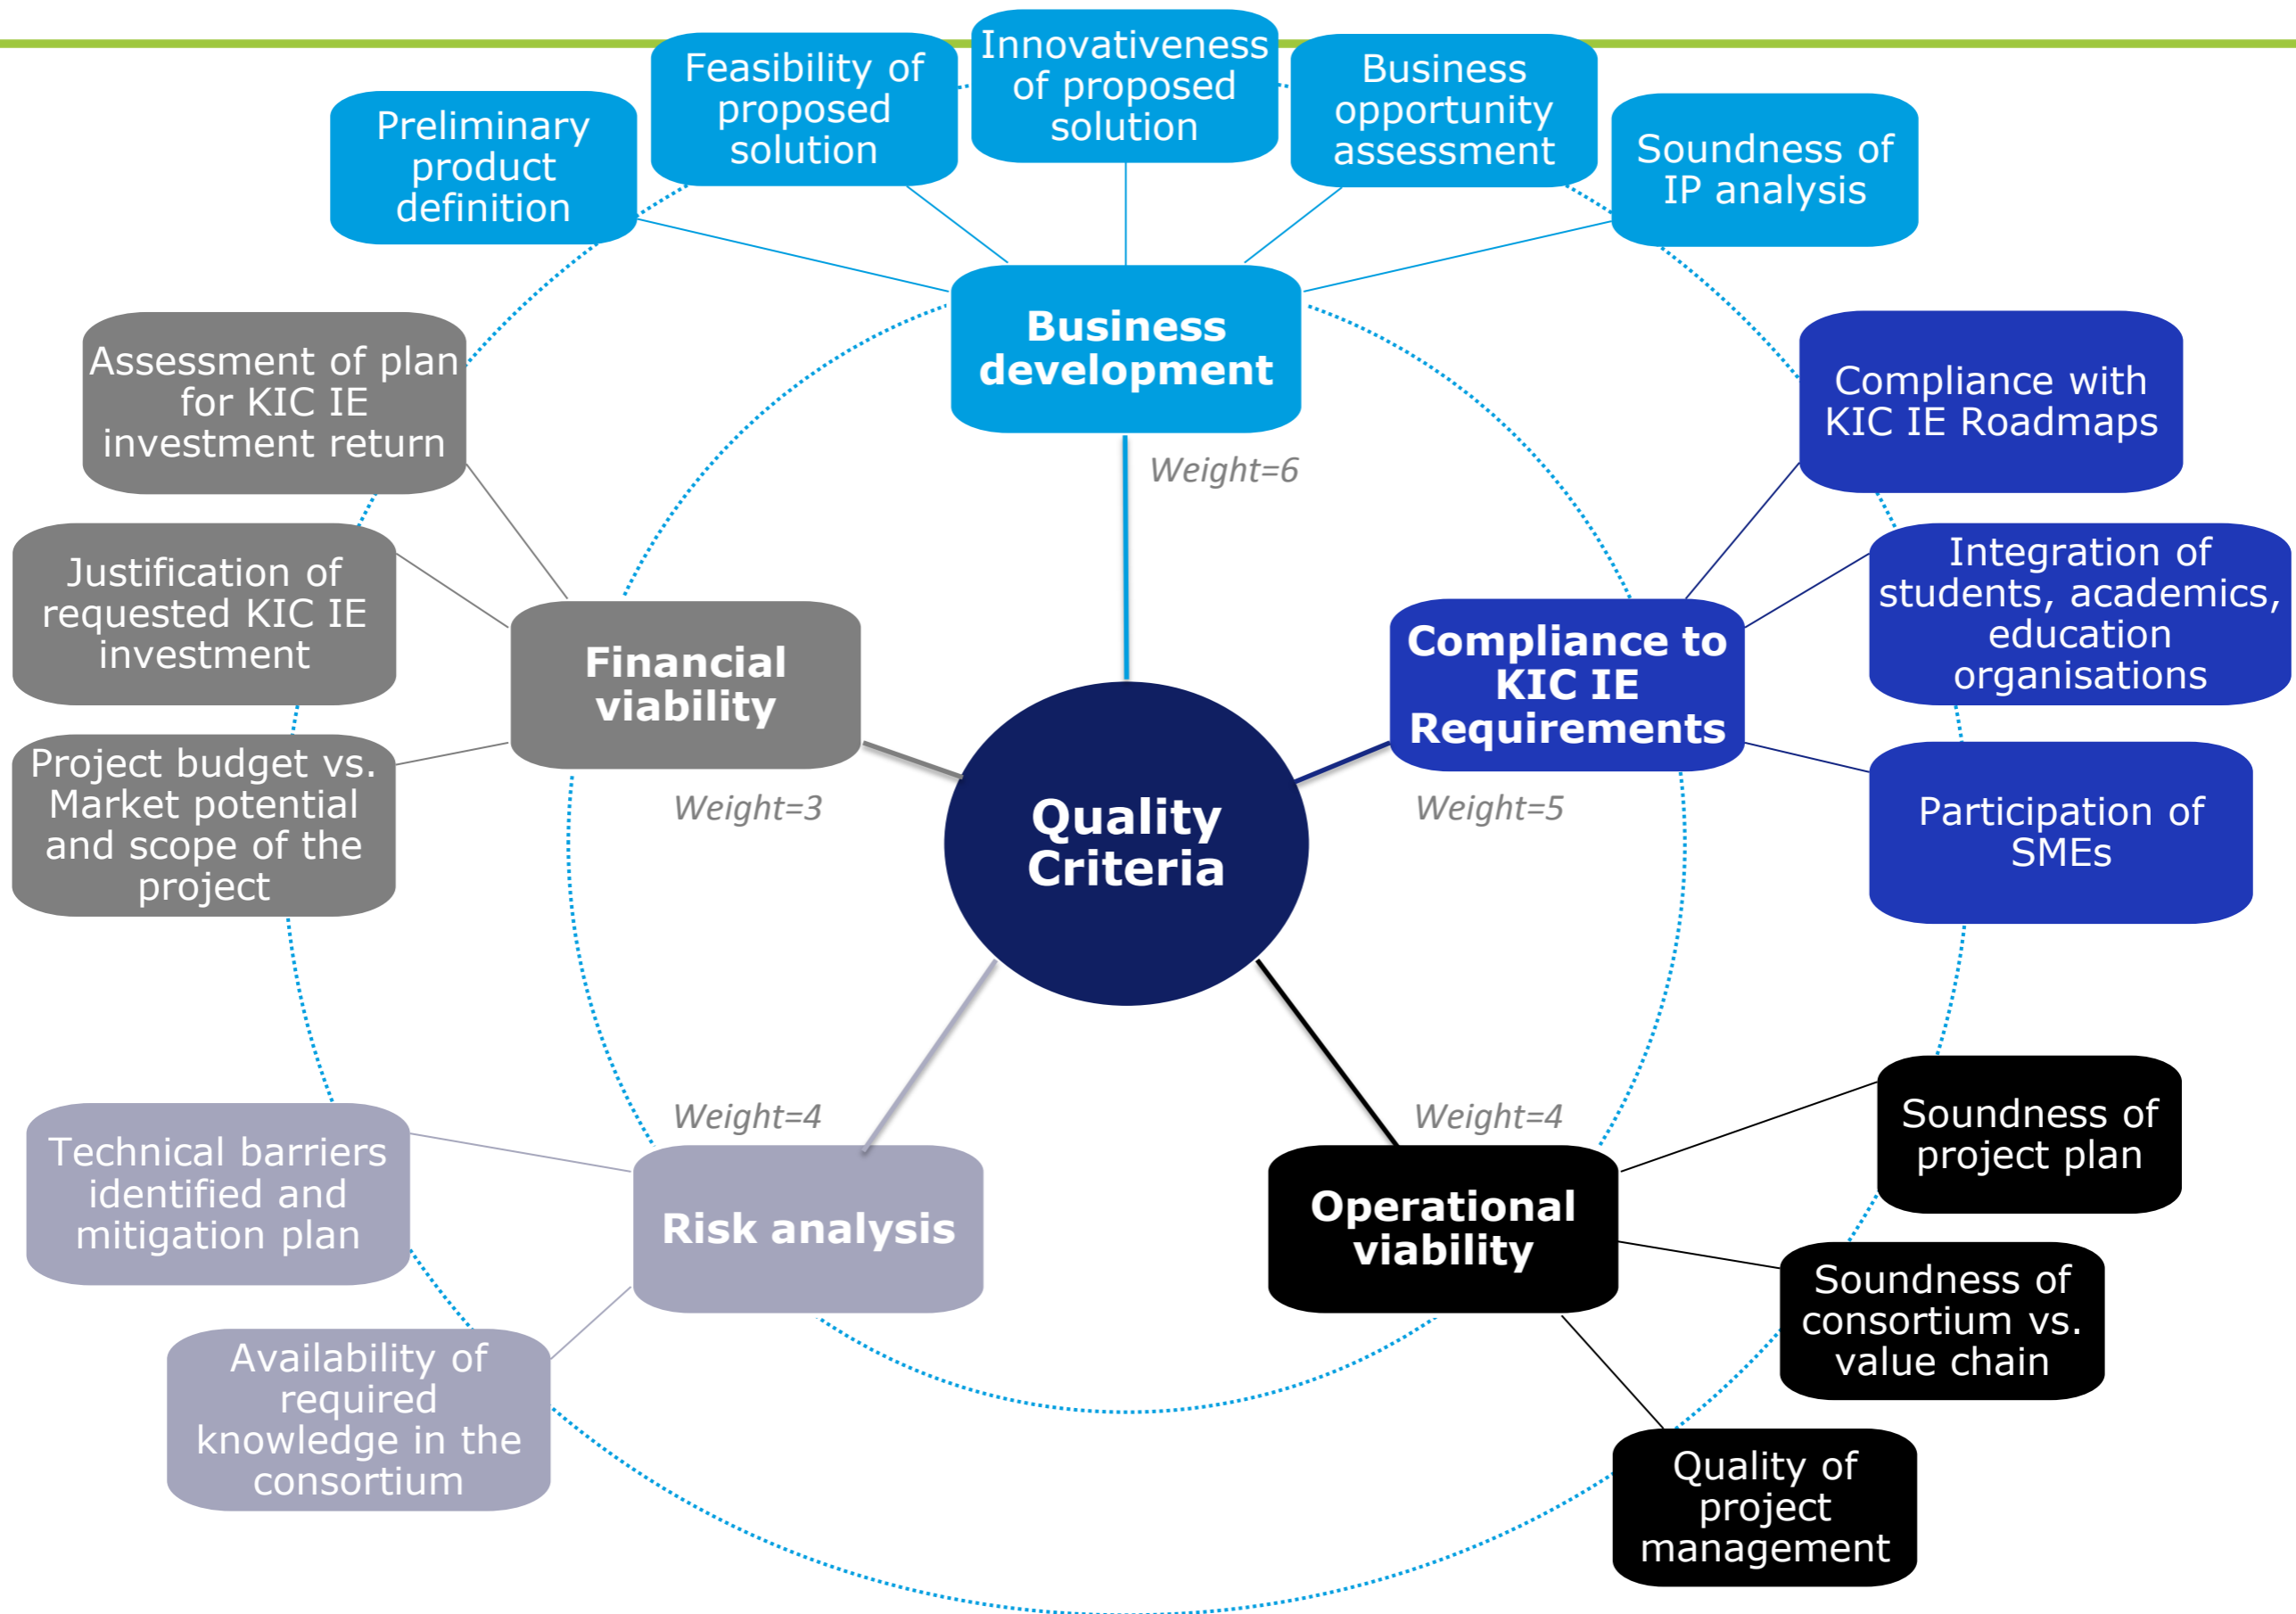 Innovativeness
of proposed
solution
Feasibility of
proposed
solution
Business
opportunity
assessment
Preliminary
product
definition
Soundness of
IP analysis
Business
development
Weight=6
Assessment of plan
for KIC IE
investment return
Justification of
requested KIC IE
investment
Project budget vs.
Market potential
and scope of the
project
Financial
viability
Weight=3
Compliance with
KIC IE Roadmaps
Integration of
students, academics,
education
organisations
Participation of
SMEs
Compliance to
KIC IE
Requirements
Weight=5
Quality
Criteria
Weight=4
Risk analysis
Technical barriers
identified and
mitigation plan
Availability of
required
knowledge in the
consortium
Weight=4
Operational
viability
Soundness of
project plan
Soundness of
consortium vs.
value chain
Quality of
project
management